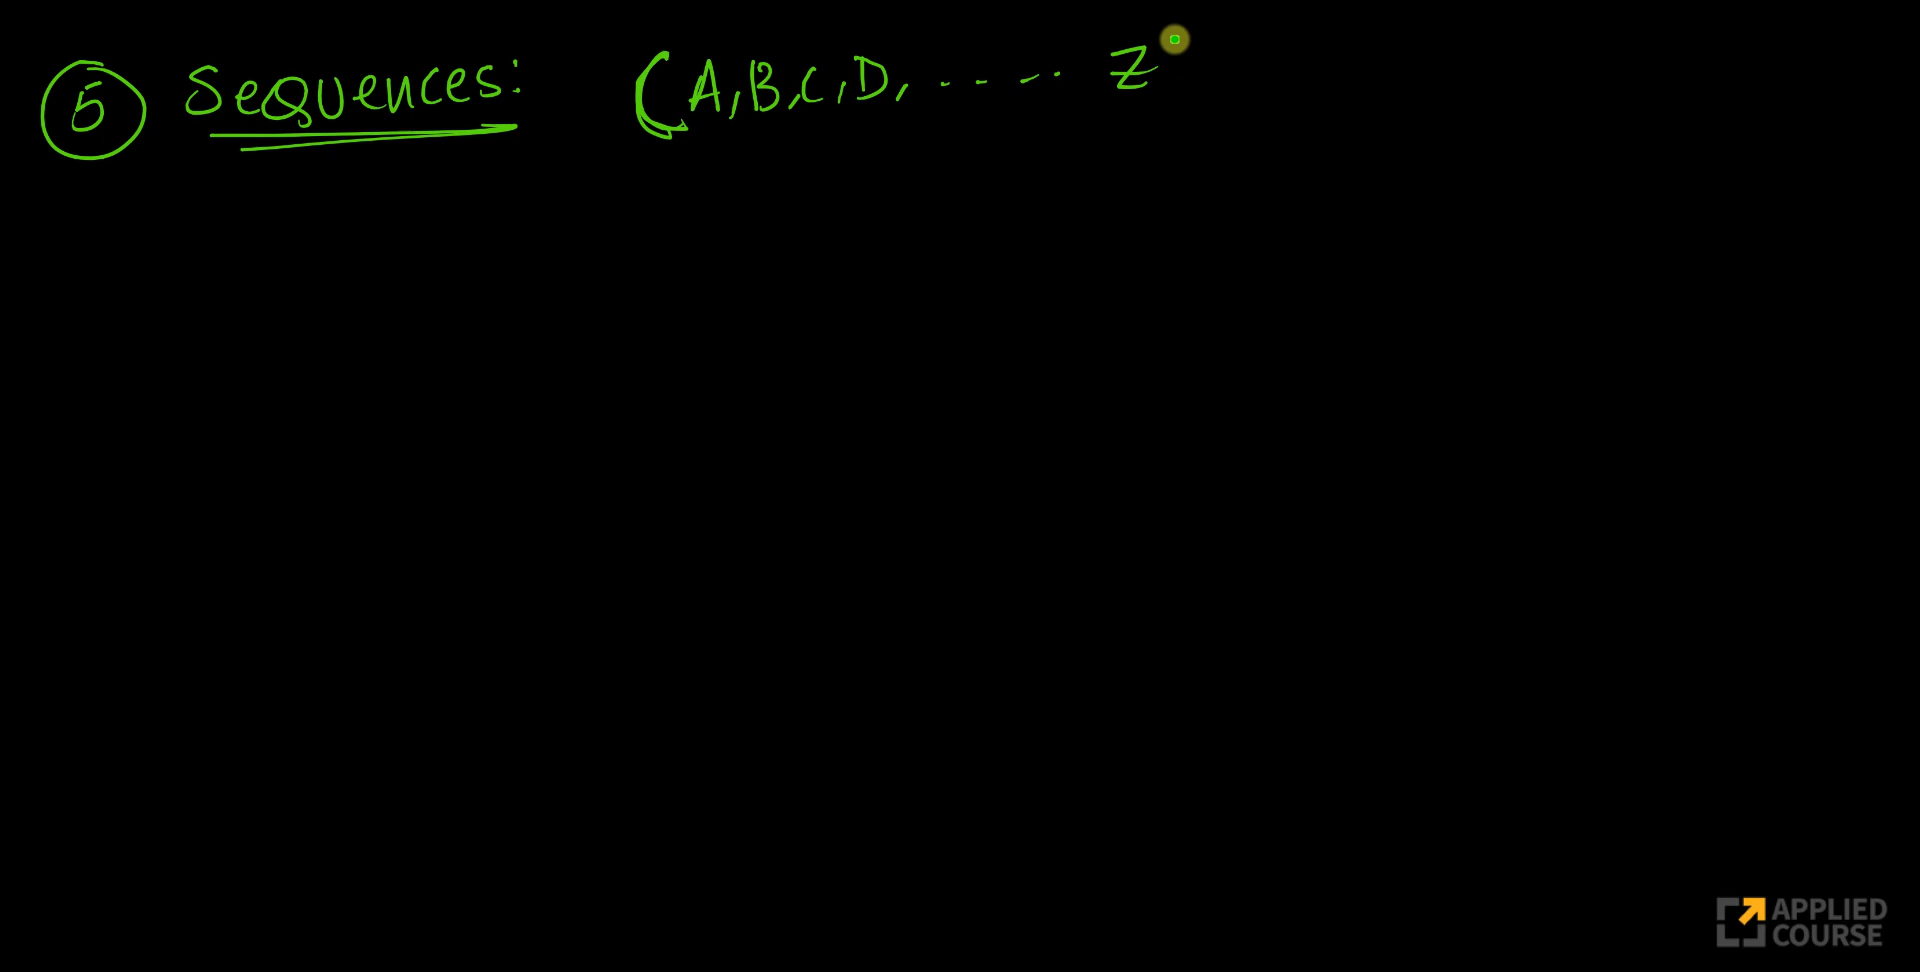 5 Sequences: (A, B, C, D, ..... Z
APPLIED
COURSE